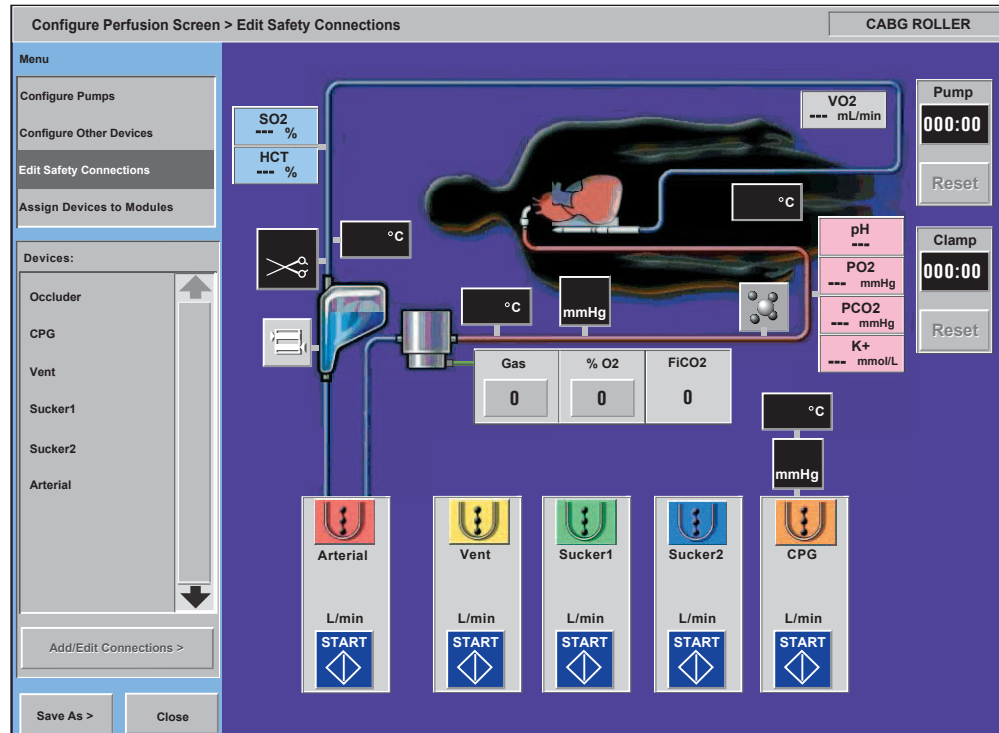 Configure Perfusion Screen > Edit Safety Connections
CABG ROLLER
Menu
Configure Pumps
Configure Other Devices
Edit Safety Connections
Assign Devices to Modules
Devices:
Occluder
CPG
Vent
Sucker1
Sucker2
Arterial
Add/Edit Connections >
Save As >
Close
SO2
--- %
HCT
--- %
VO2
--- mL/min
°C
°C
°C
mmHg
pH
---
PO2
--- mmHg
PCO2
--- mmHg
K+
--- mmol/L
Pump
000:00
Reset
Clamp
000:00
Reset
Gas
0
% O2
0
FiCO2
0
°C
mmHg
Arterial
L/min
START
Vent
L/min
START
Sucker1
L/min
START
Sucker2
L/min
START
CPG
L/min
START